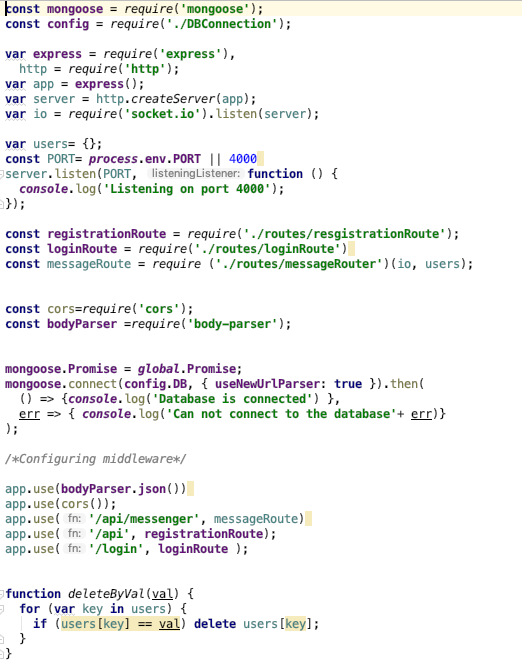 const mongoose = require('mongoose');
const config = require('./DBConnection');
var express = require('express'),
  http = require('http');
var app = express();
var server = http.createServer(app);
var io = require('socket.io').listen(server);
var users= {};
const PORT= process.env.PORT || 4000
server.listen(PORT, listeningListener: function () {
  console.log('Listening on port 4000');
});
const registrationRoute = require('./routes/resgistrationRoute');
const loginRoute = require('./routes/loginRoute')
const messageRoute = require ('./routes/messageRouter')(io, users);
const cors=require('cors');
const bodyParser =require('body-parser');
mongoose.Promise = global.Promise;
mongoose.connect(config.DB, { useNewUrlParser: true }).then(
  () => {console.log('Database is connected') },
  err => { console.log('Can not connect to the database'+ err)}
);
/*Configuring middleware*/
app.use(bodyParser.json())
app.use(cors());
app.use( fn: '/api/messenger', messageRoute)
app.use( fn: '/api', registrationRoute);
app.use( fn: '/login', loginRoute );
function deleteByVal(val) {
  for (var key in users) {
    if (users[key] == val) delete users[key];
  }
}